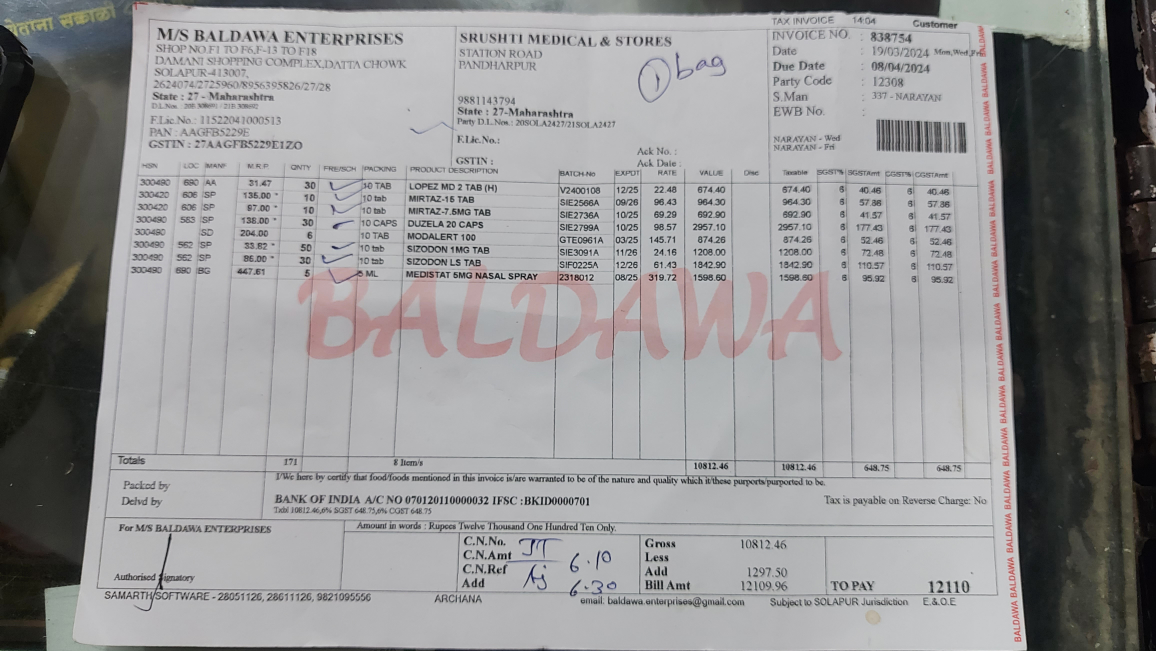 ेताना सकाळी
TAX INVOICE 14:04 Customer
M/S BALDAWA ENTERPRISES
SHOP NO.F1 TO F6,F-13 TO F18
DAMANI SHOPPING COMPLEX,DATTA CHOWK
SOLAPUR-413007,
2624074/2725960/8956395826/27/28
State : 27 - Maharashtra
F.Lic.No.: 11522041000513
PAN : AAGFB5229E
GSTIN : 27AAGFB5229E1ZO
SRUSHTI MEDICAL & STORES
STATION ROAD
PANDHARPUR
9881143794
State : 27-Maharashtra
Party D.L.Nos. : 20SOLA2427/21SOLA2427
F.Lic.No.:
GSTIN :
1 bag
Ack No. :
Ack Date :
INVOICE NO. : 838754
Date : 19/03/2024 Mon,Wed,Fri
Due Date : 08/04/2024
Party Code : 12308
S.Man : 337 - NARAYAN
EWB No. :
NARAYAN - Wed
NARAYAN - Fri
HSN LOC MANF M.R.P. QNTY FRE/SCH PACKING PRODUCT DESCRIPTION BATCH-No EXPDT RATE VALUE Disc Taxable SGST% SGSTAmt CGST% CGSTAmt
300490 690 AA 31.47 30 10 TAB LOPEZ MD 2 TAB (H) V2400108 12/25 22.48 674.40 674.40 6 40.46 6 40.46
300420 606 SP 135.00 * 10 10 tab MIRTAZ-15 TAB SIE2566A 09/26 96.43 964.30 964.30 6 57.86 6 57.86
300420 606 SP 97.00 * 10 10 tab MIRTAZ-7.5MG TAB SIE2736A 10/25 69.29 692.90 692.90 6 41.57 6 41.57
300490 563 SP 138.00 * 30 10 CAPS DUZELA 20 CAPS SIE2799A 10/25 98.57 2957.10 2957.10 6 177.43 6 177.43
300490 SD 204.00 6 10 TAB MODALERT 100 GTE0961A 03/25 145.71 874.26 874.26 6 52.46 6 52.46
300490 562 SP 33.82 * 50 10 tab SIZODON 1MG TAB SIE3091A 11/26 24.16 1208.00 1208.00 6 72.48 6 72.48
300490 562 SP 86.00 * 30 10 tab SIZODON LS TAB SIF0225A 12/26 61.43 1842.90 1842.90 6 110.57 6 110.57
300490 690 BG 447.61 5 5 ML MEDISTAT 5MG NASAL SPRAY 2318012 08/25 319.72 1598.60 1598.60 6 95.92 6 95.92
BALDAWA
Totals 171 8 Item/s 10812.46 10812.46 648.75 648.75
I/We here by certify that food/foods mentioned in this invoice is/are warranted to be of the nature and quality which it/these purports/purported to be.
Packed by
Delvd by
BANK OF INDIA A/C NO 070120110000032 IFSC :BKID0000701
Tax is payable on Reverse Charge: No
Txbl 10812.46,6% SGST 648.75,6% CGST 648.75
For M/S BALDAWA ENTERPRISES
Amount in words : Rupees Twelve Thousand One Hundred Ten Only.
C.N.No.
C.N.Amt
C.N.Ref
Add
6.10
6.30
Gross 10812.46
Less
Add 1297.50
Bill Amt 12109.96
TO PAY 12110
Authorised Signatory
SAMARTH SOFTWARE - 28051126, 28611126, 9821095556 ARCHANA email: baldawa.enterprises@gmail.com Subject to SOLAPUR Jurisdiction E.&.O.E
BALDAWA BALDAWA BALDAWA BALDAWA BALDAWA BALDAWA BALDAWA BALDAWA BALDAWA BALDAWA BALDAWA BALDAWA